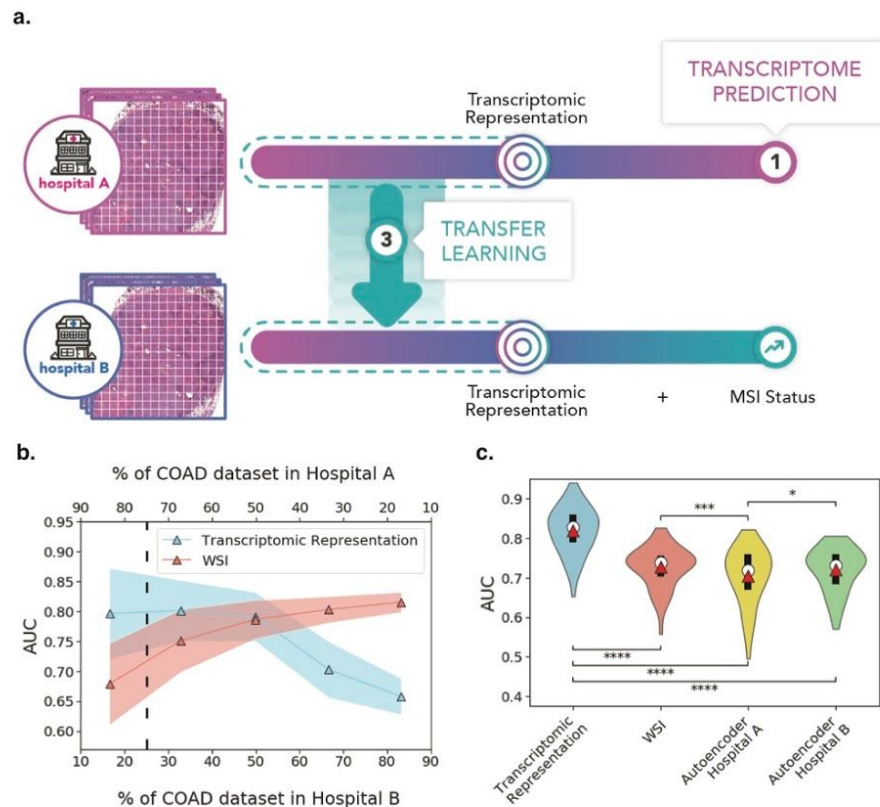 a.
TRANSCRIPTOME
PREDICTION
Transcriptomic
Representation
hospital A
1
3
TRANSFER
LEARNING
hospital B
Transcriptomic
Representation
+
MSI Status
b.
% of COAD dataset in Hospital A
90 80 70 60 50 40 30 20 10
0.95
0.90
0.85
0.80
0.75
0.70
0.65
0.60
AUC
Transcriptomic Representation
WSI
10 20 30 40 50 60 70 80 90
% of COAD dataset in Hospital B
c.
0.9
0.8
0.7
0.6
0.5
0.4
AUC
***
*
****
****
****
Transcriptomic
Representation
WSI
Autoencoder
Hospital A
Autoencoder
Hospital B